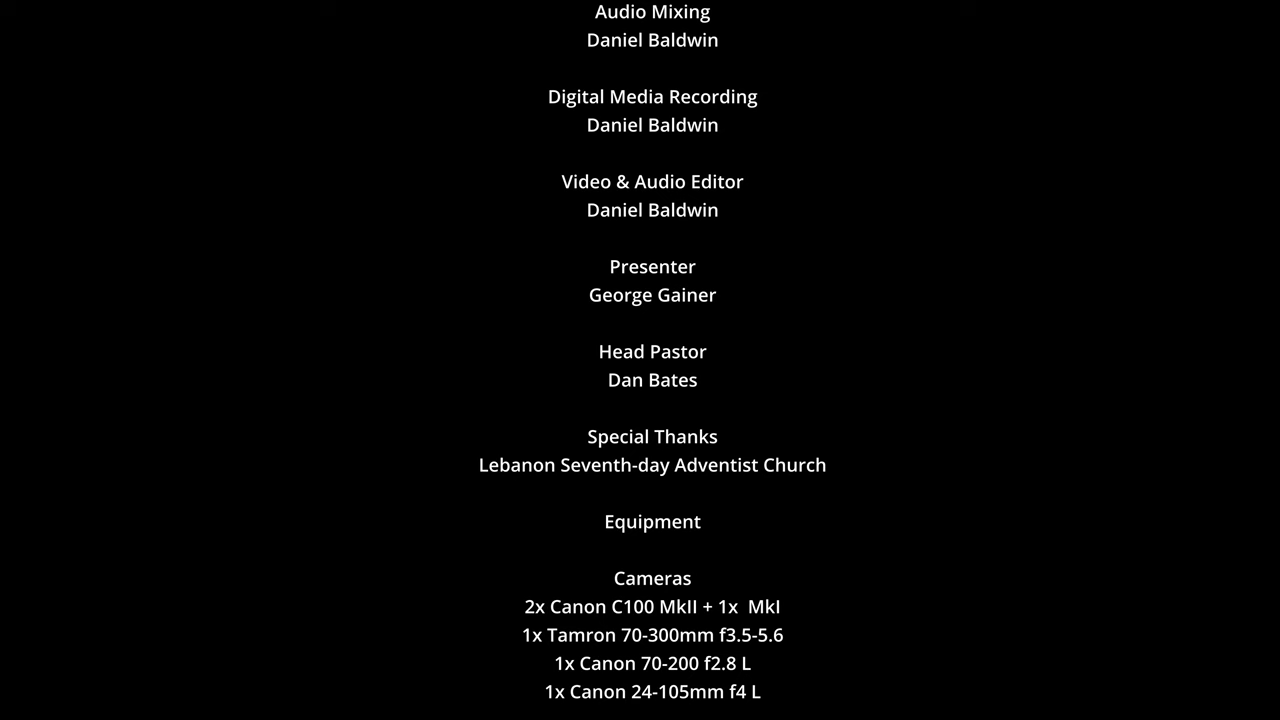 Audio Mixing
Daniel Baldwin
Digital Media Recording
Daniel Baldwin
Video & Audio Editor
Daniel Baldwin
Presenter
George Gainer
Head Pastor
Dan Bates
Special Thanks
Lebanon Seventh-day Adventist Church
Equipment
Cameras
2x Canon C100 MkII + 1x  MkI
1x Tamron 70-300mm f3.5-5.6
1x Canon 70-200 f2.8 L
1x Canon 24-105mm f4 L